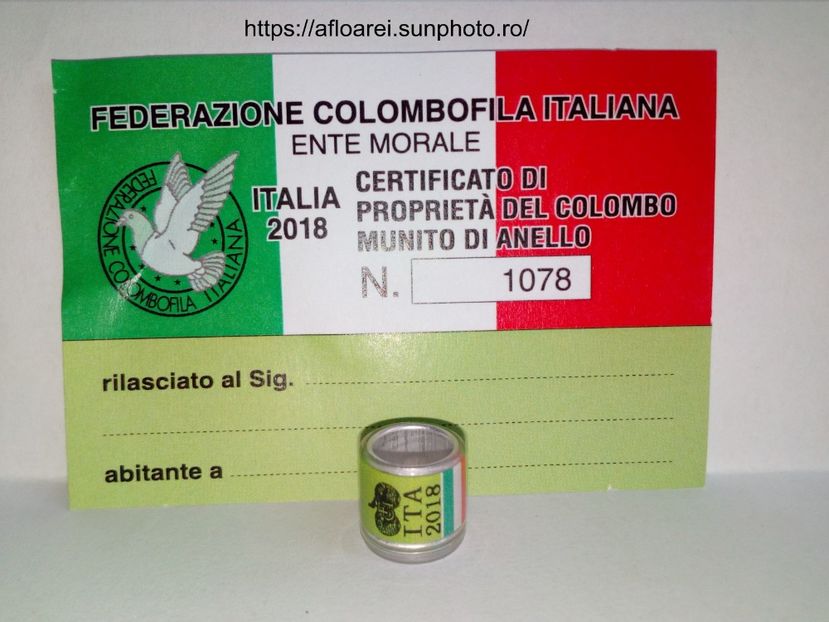 https://afloarei.sunphoto.ro/
FEDERAZIONE COLOMBOFILA ITALIANA
ENTE MORALE
FEDERAZIONE COLOMBOFILA ITALIANA
ITALIA
2018
CERTIFICATO DI
PROPRIETÀ DEL COLOMBO
MUNITO DI ANELLO
N. 1078
rilasciato al Sig.
abitante a
ITA
2018